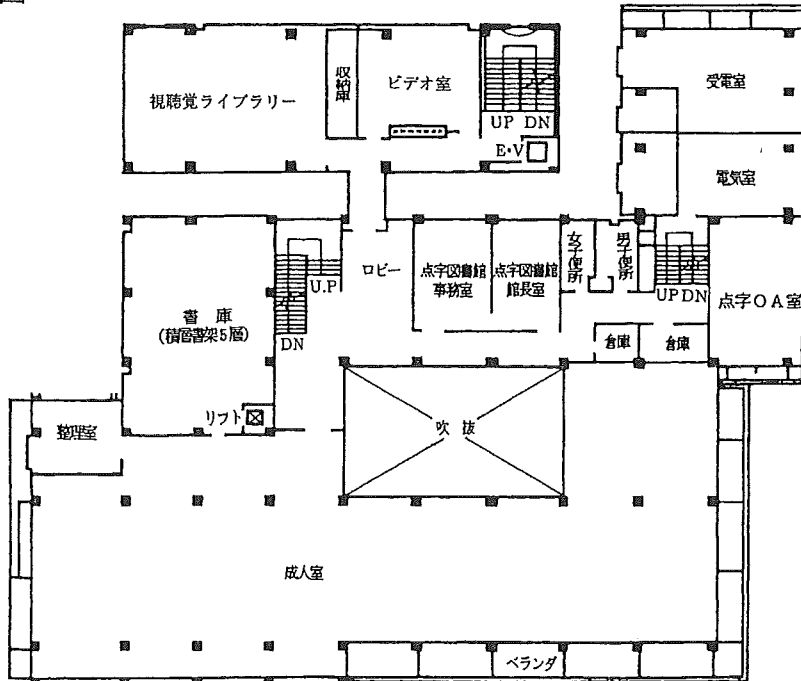 図
視聴覚ライブラリー
収納庫
ビデオ室
UP DN
E・V
受電室
電気室
ロビー
点字図書館
事務室
点字図書館
館長室
女子便所
男子便所
U.P
DN
UP DN
点字OA室
書庫
(積層書架5層)
倉庫
倉庫
リフト
整理室
吹抜
成人室
ベランダ